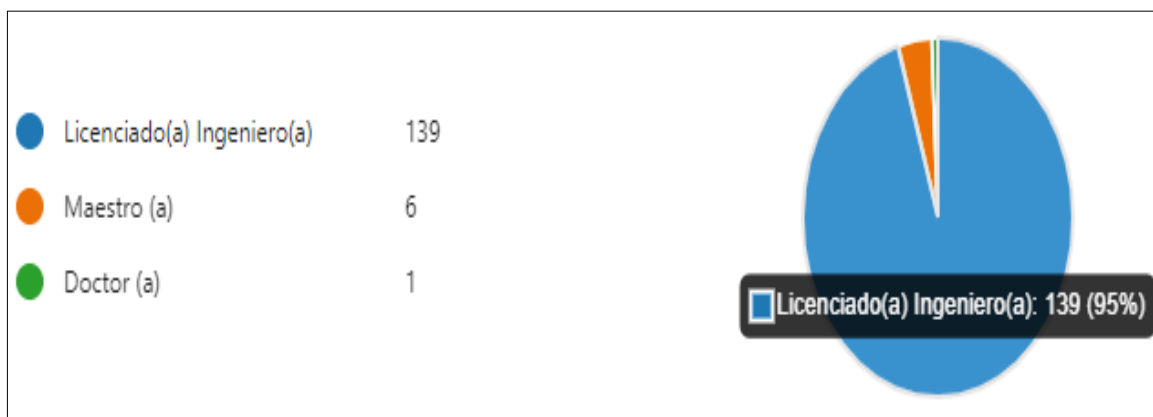 Licenciado(a) Ingeniero(a) 139
Maestro (a) 6
Doctor (a) 1
Licenciado(a) Ingeniero(a): 139 (95%)